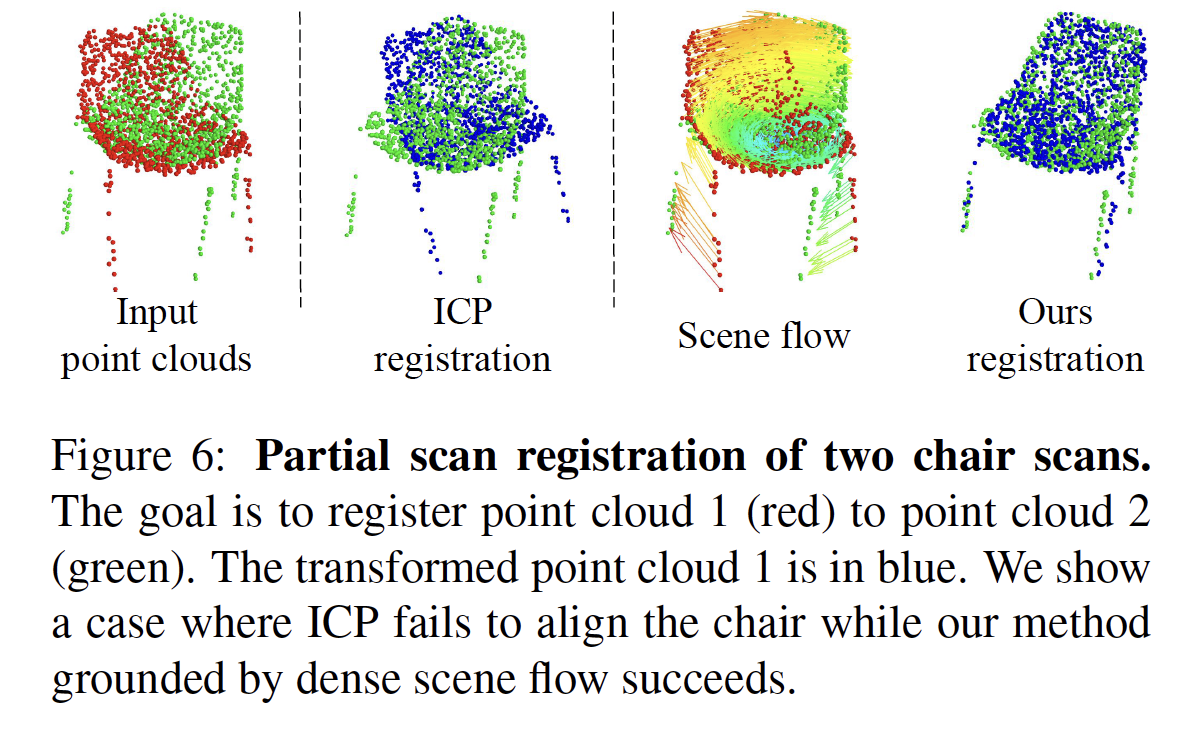 Input
point clouds
ICP
registration
Scene flow
Ours
registration
Figure 6: Partial scan registration of two chair scans.
The goal is to register point cloud 1 (red) to point cloud 2
(green). The transformed point cloud 1 is in blue. We show
a case where ICP fails to align the chair while our method
grounded by dense scene flow succeeds.